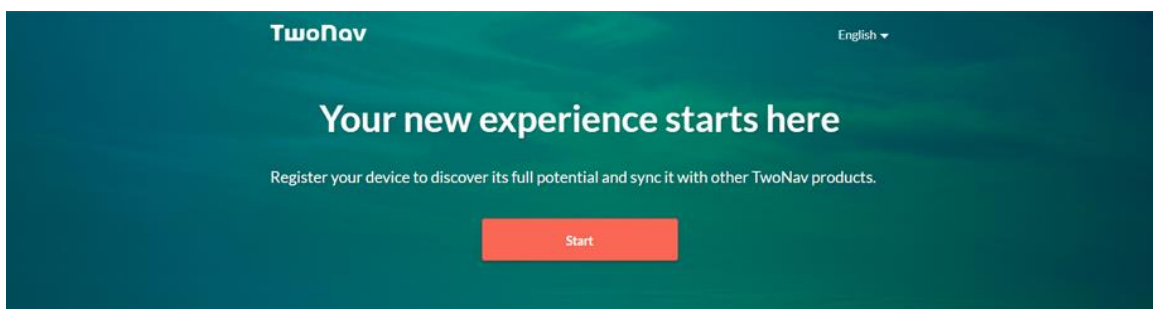 TwoNav
English
Your new experience starts here
Register your device to discover its full potential and sync it with other TwoNav products.
Start